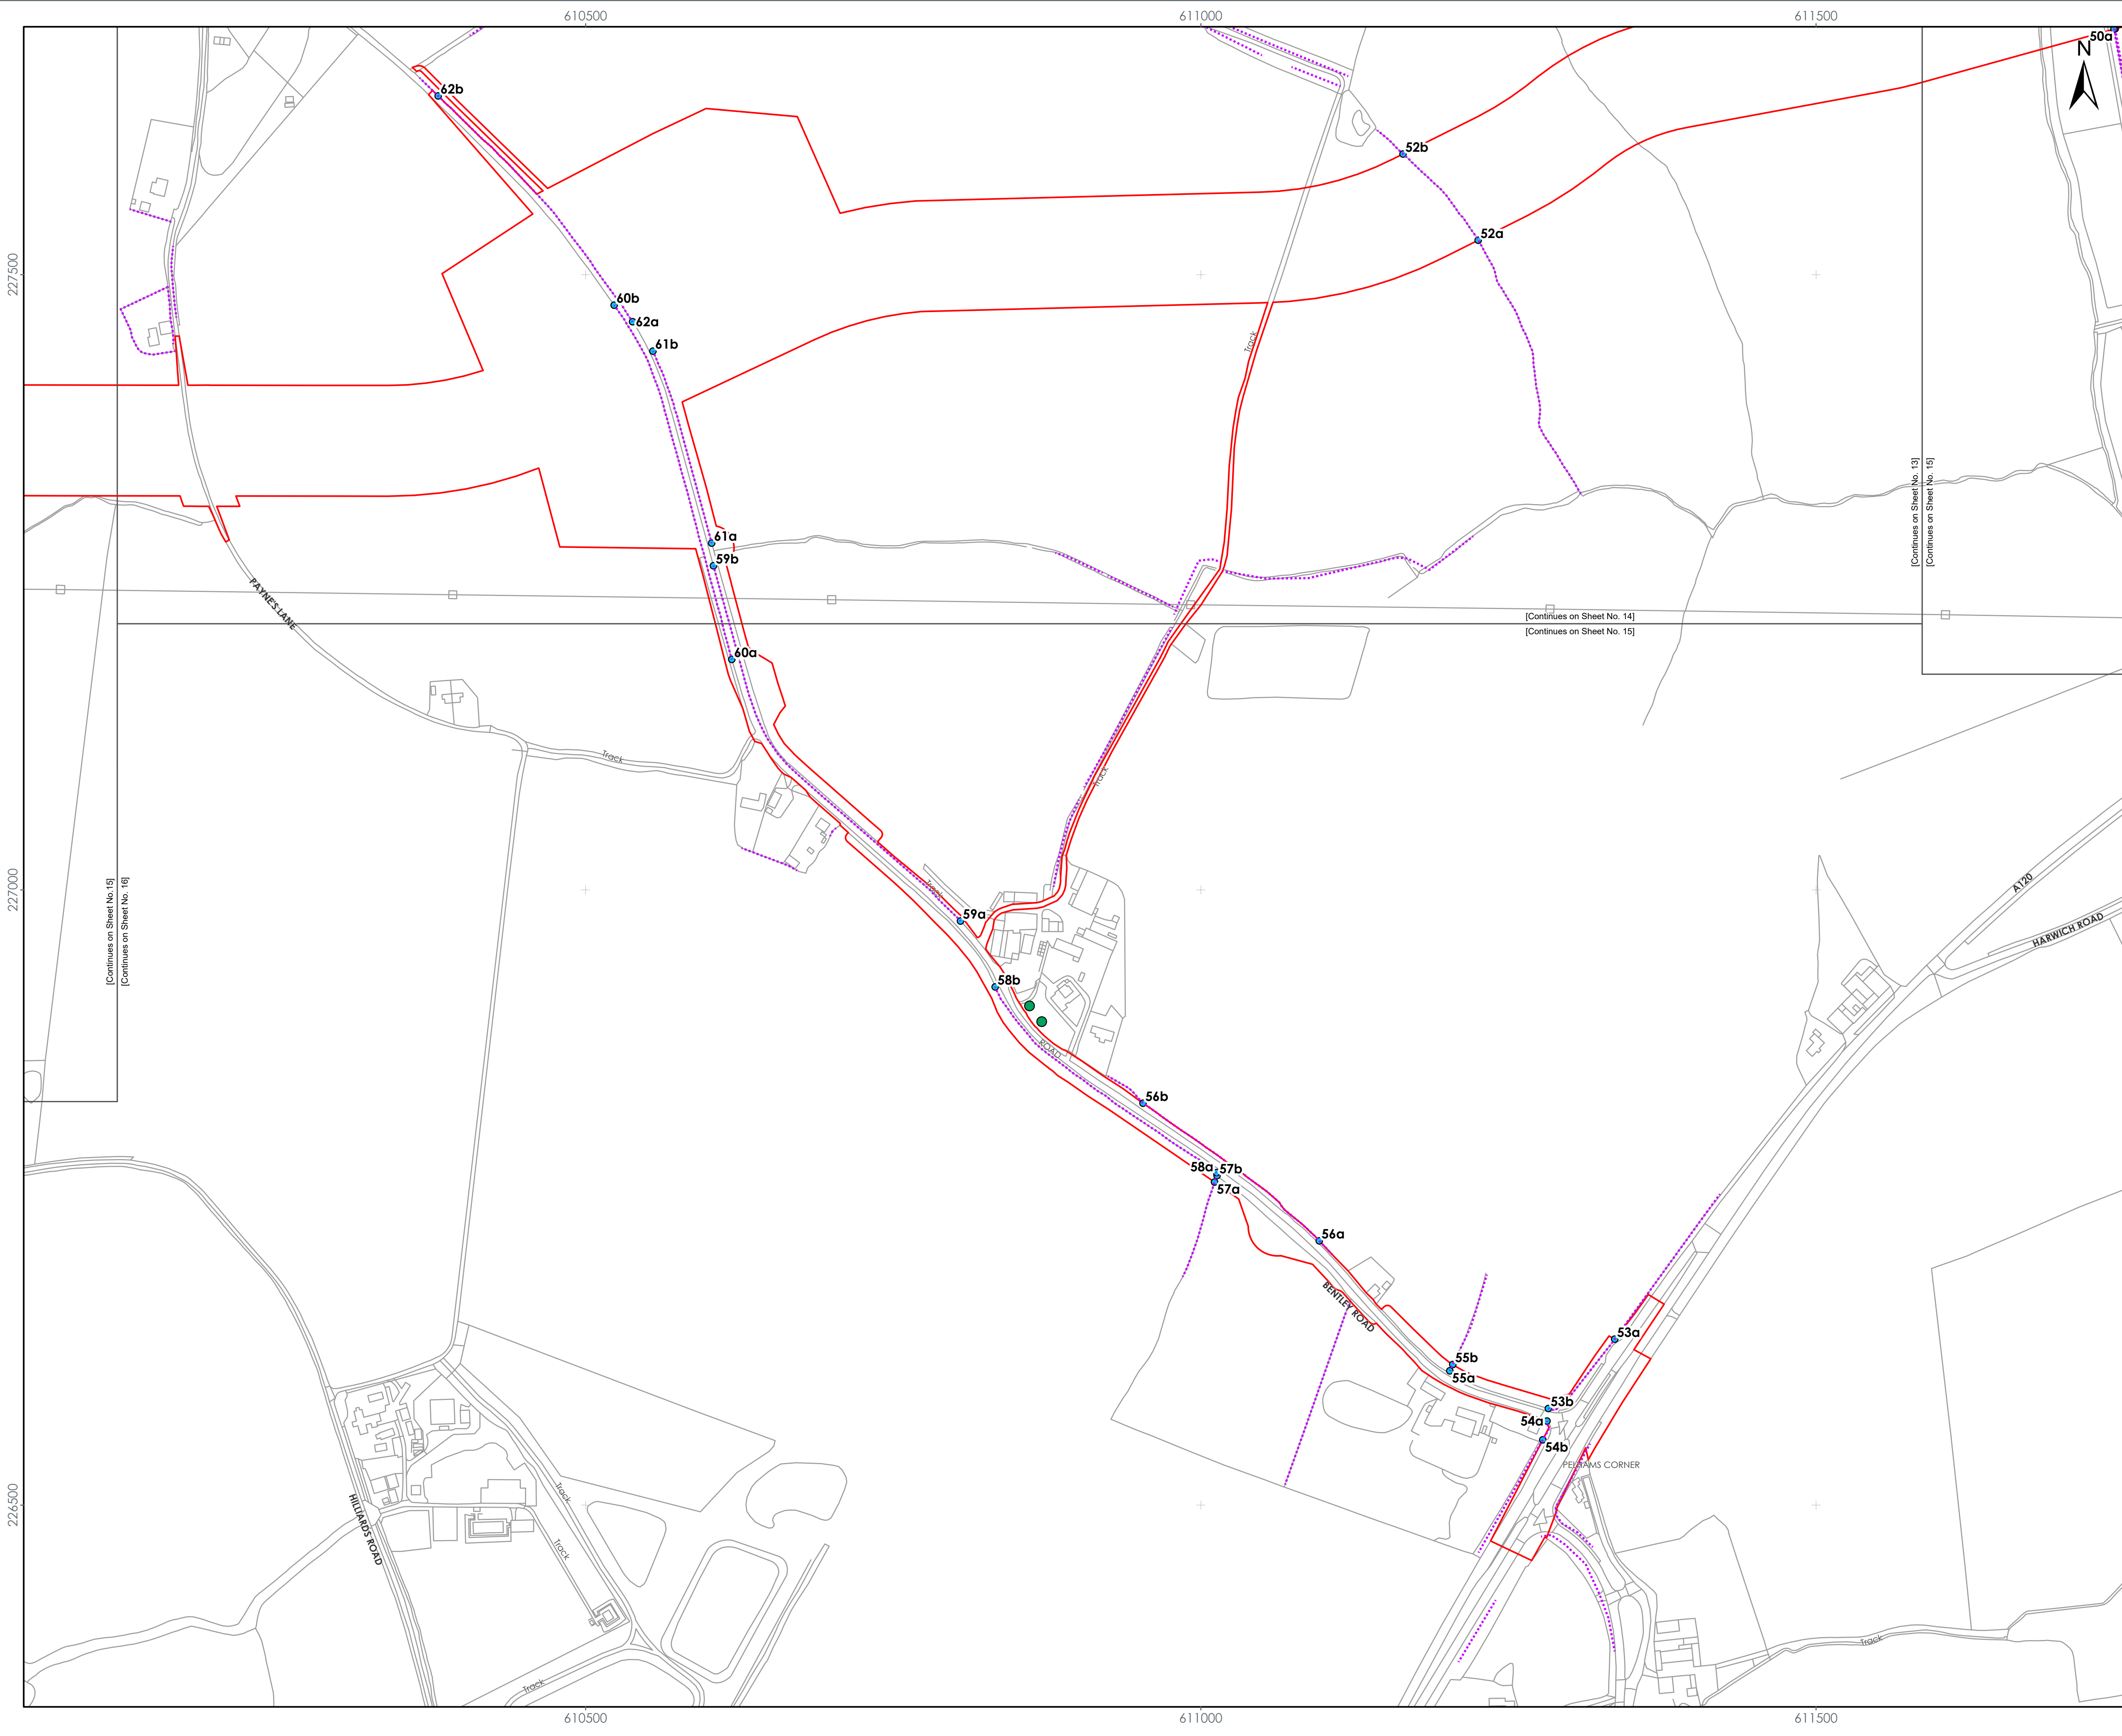 610500
611000
611500
50a
N
62b
52b
52a
227500
60b
62a
61b
Track
[Continues on Sheet No. 13]
[Continues on Sheet No. 15]
61a
59b
PAYNE'S LANE
[Continues on Sheet No. 14]
[Continues on Sheet No. 15]
60a
Track
Track
227000
[Continues on Sheet No.15]
[Continues on Sheet No. 16]
Track
59a
A120
HARWICH ROAD
58b
ROAD
56b
58a
57b
57a
56a
BENTLEY ROAD
53a
55b
55a
53b
54a
54b
PELLAMS CORNER
226500
HILLIARDS ROAD
Track
Track
Track
Track
610500
611000
611500